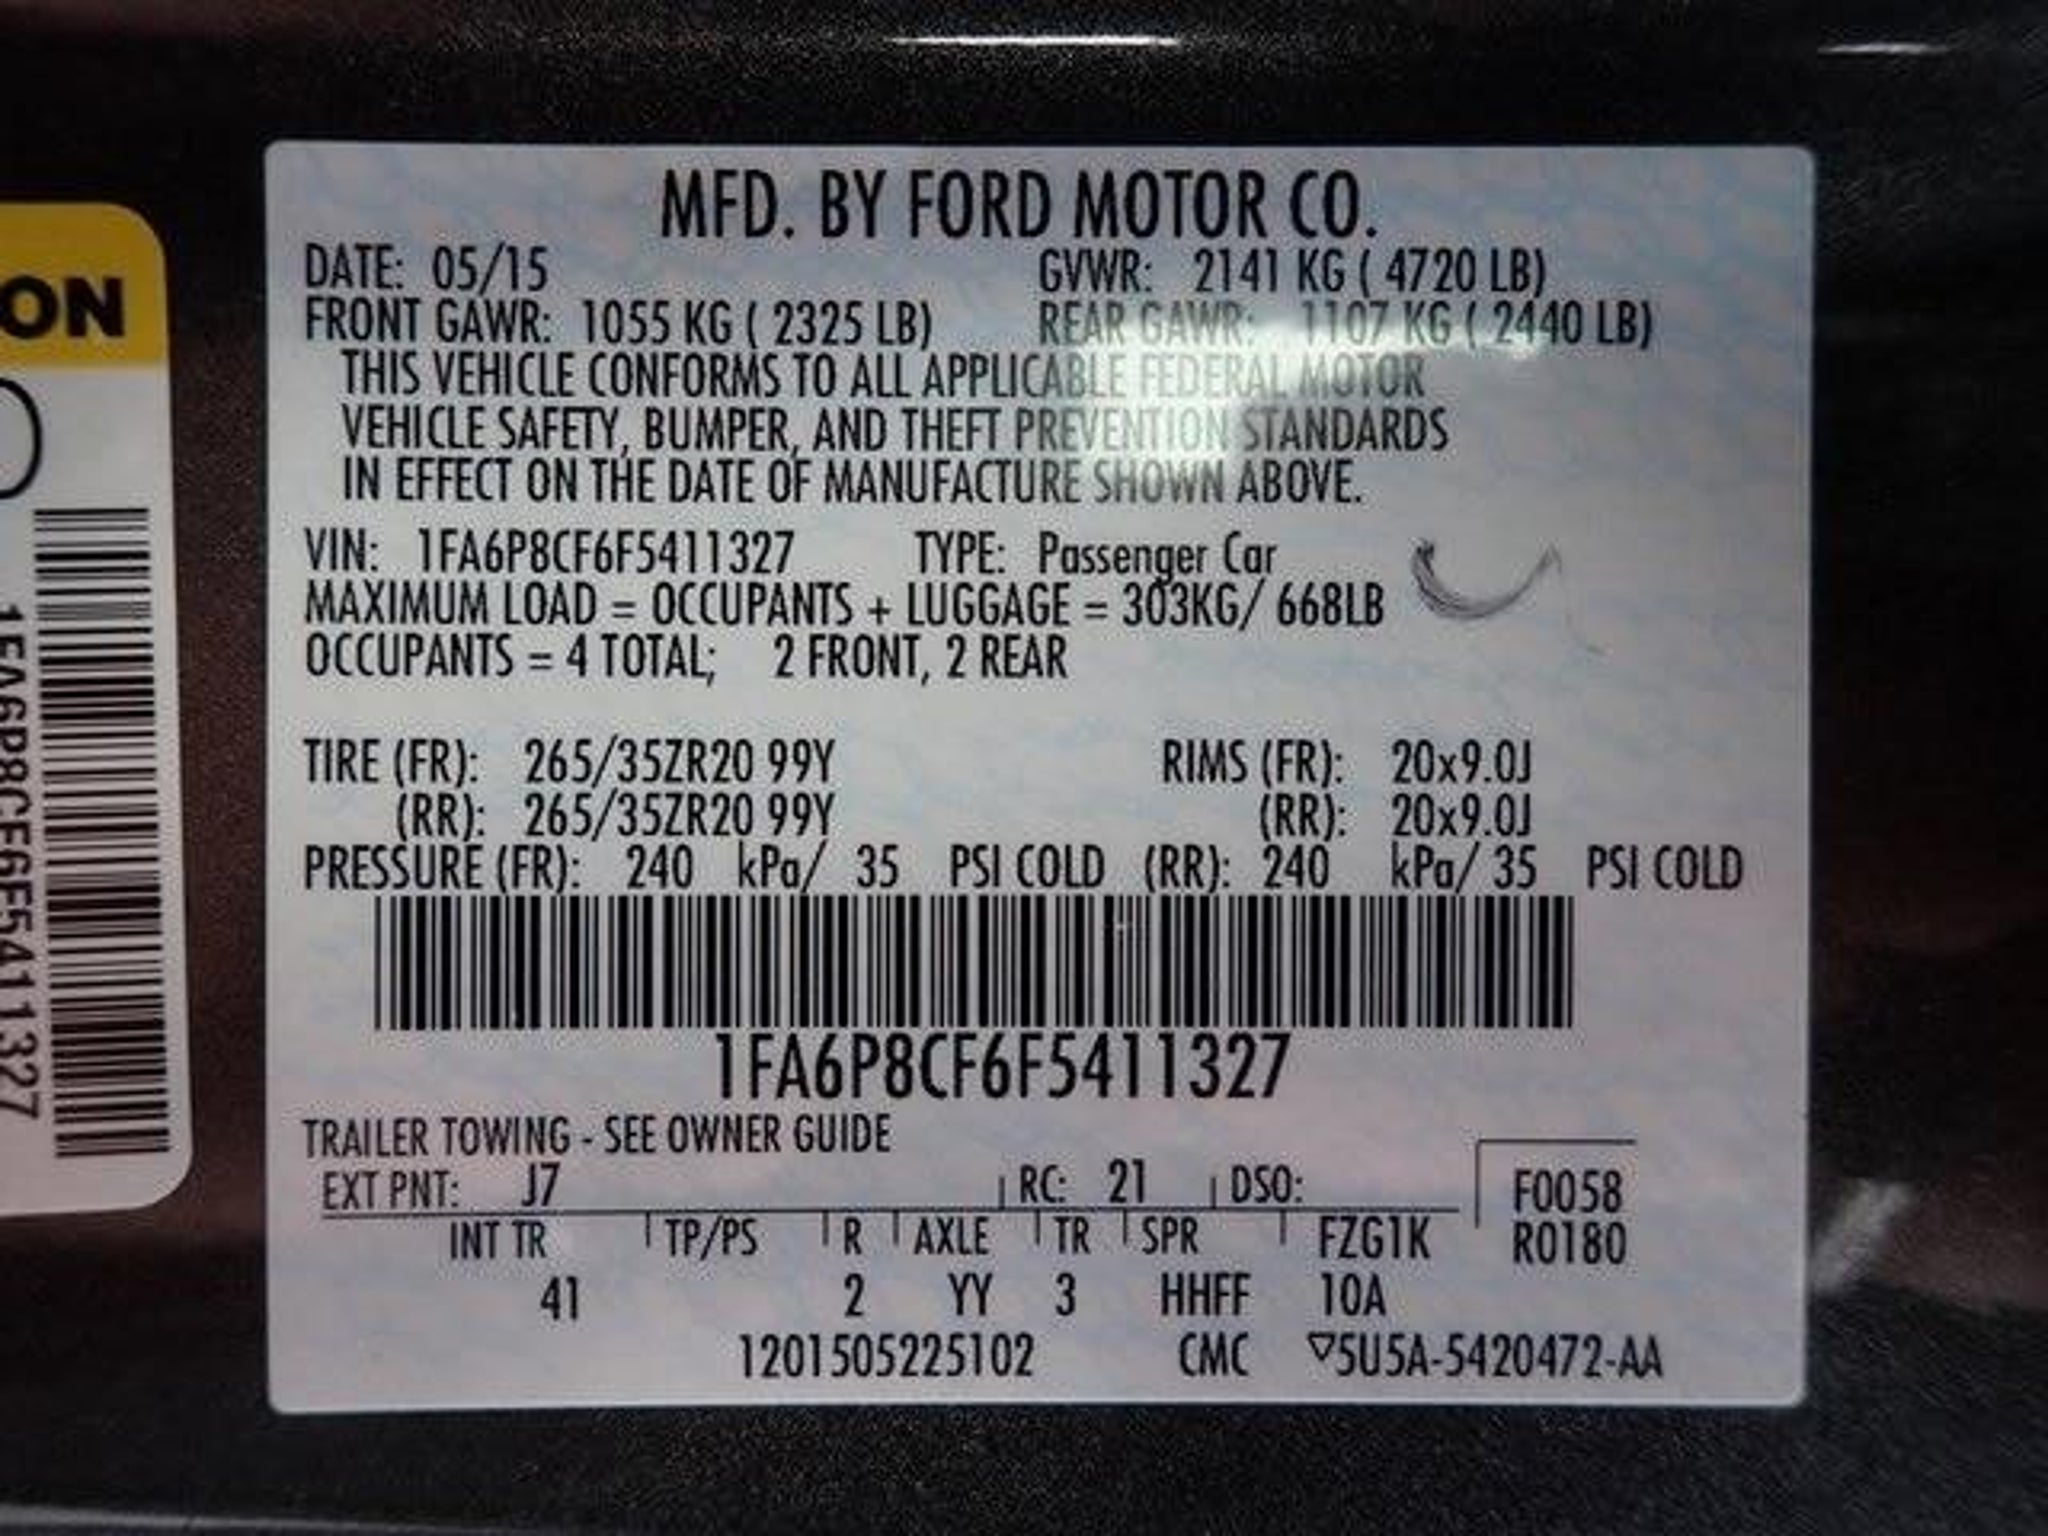 MFD. BY FORD MOTOR CO.
DATE: 05/15 GVWR: 2141 KG ( 4720 LB)
FRONT GAWR: 1055 KG ( 2325 LB) REAR GAWR: 1107 KG ( 2440 LB)
THIS VEHICLE CONFORMS TO ALL APPLICABLE FEDERAL MOTOR
VEHICLE SAFETY, BUMPER, AND THEFT PREVENTION STANDARDS
IN EFFECT ON THE DATE OF MANUFACTURE SHOWN ABOVE.
VIN: 1FA6P8CF6F5411327 TYPE: Passenger Car
MAXIMUM LOAD = OCCUPANTS + LUGGAGE = 303KG/ 668LB
OCCUPANTS = 4 TOTAL; 2 FRONT, 2 REAR
TIRE (FR): 265/35ZR20 99Y RIMS (FR): 20x9.0J
(RR): 265/35ZR20 99Y (RR): 20x9.0J
PRESSURE (FR): 240 kPa/ 35 PSI COLD (RR): 240 kPa/ 35 PSI COLD
1FA6P8CF6F5411327
TRAILER TOWING - SEE OWNER GUIDE
EXT PNT: J7 RC: 21 DSO: F0058
INT TR TP/PS R AXLE TR SPR FZG1K R0180
41 2 YY 3 HHFF 10A
1201505225102 CMC ▽5U5A-5420472-AA
ON
1FA6P8CF6F5411327